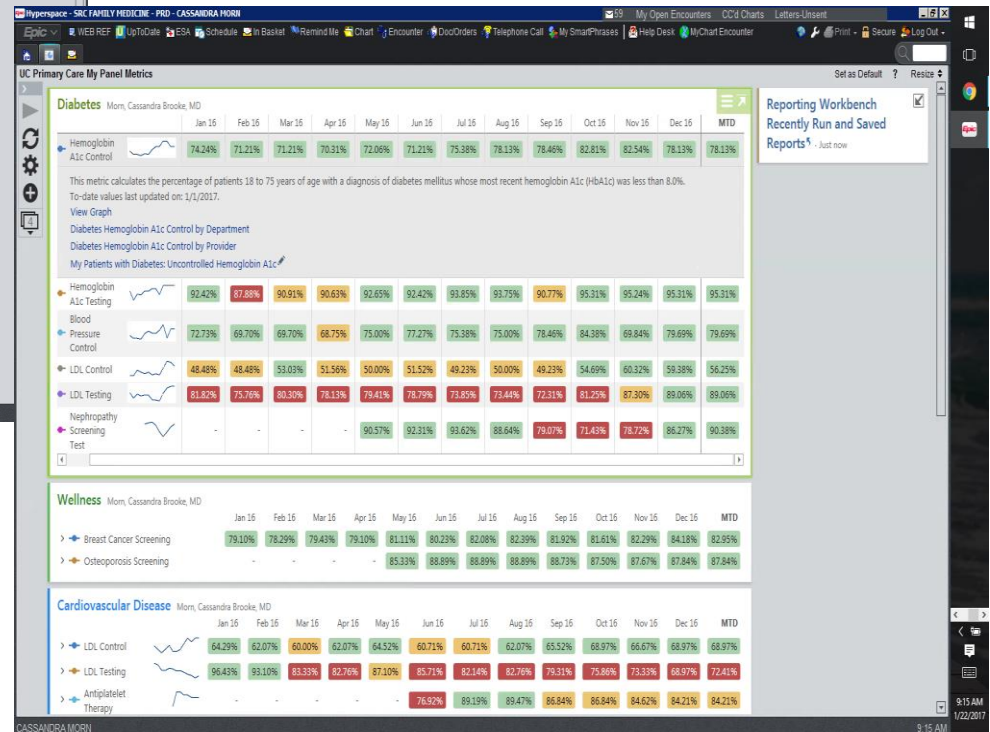 Hyperspace - SRC FAMILY MEDICINE - PRD - CASSANDRA MORN 59 My Open Encounters CC'd Charts Letters-Unsent
Epic WEB REF UpToDate ESA Schedule In Basket Remind Me Chart Encounter Doc/Orders Telephone Call My SmartPhrases Help Desk MyChart Encounter Print Secure Log Out
UC Primary Care My Panel Metrics Set as Default ? Resize
Diabetes Morn, Cassandra Brooke, MD
Jan 16 Feb 16 Mar 16 Apr 16 May 16 Jun 16 Jul 16 Aug 16 Sep 16 Oct 16 Nov 16 Dec 16 MTD
Hemoglobin A1c Control 74.24% 71.21% 71.21% 70.31% 72.06% 71.21% 75.38% 78.13% 78.46% 82.81% 82.54% 78.13% 78.13%
This metric calculates the percentage of patients 18 to 75 years of age with a diagnosis of diabetes mellitus whose most recent hemoglobin A1c (HbA1c) was less than 8.0%.
To-date values last updated on: 1/1/2017.
View Graph
Diabetes Hemoglobin A1c Control by Department
Diabetes Hemoglobin A1c Control by Provider
My Patients with Diabetes: Uncontrolled Hemoglobin A1c
Hemoglobin A1c Testing 92.42% 87.88% 90.91% 90.63% 92.65% 92.42% 93.85% 93.75% 90.77% 95.31% 95.24% 95.31% 95.31%
Blood Pressure Control 72.73% 69.70% 69.70% 68.75% 75.00% 77.27% 75.38% 75.00% 78.46% 84.38% 69.84% 79.69% 79.69%
LDL Control 48.48% 48.48% 53.03% 51.56% 50.00% 51.52% 49.23% 50.00% 49.23% 54.69% 60.32% 59.38% 56.25%
LDL Testing 81.82% 75.76% 80.30% 78.13% 79.41% 78.79% 73.85% 73.44% 72.31% 81.25% 87.30% 89.06% 89.06%
Nephropathy Screening Test - - - - 90.57% 92.31% 93.62% 88.64% 79.07% 71.43% 78.72% 86.27% 90.38%
Wellness Morn, Cassandra Brooke, MD
Jan 16 Feb 16 Mar 16 Apr 16 May 16 Jun 16 Jul 16 Aug 16 Sep 16 Oct 16 Nov 16 Dec 16 MTD
Breast Cancer Screening 79.10% 78.29% 79.43% 79.10% 81.11% 80.23% 82.08% 82.39% 81.92% 81.61% 82.29% 84.18% 82.95%
Osteoporosis Screening - - - - 85.33% 88.89% 88.89% 88.89% 88.73% 87.50% 87.67% 87.84% 87.84%
Cardiovascular Disease Morn, Cassandra Brooke, MD
Jan 16 Feb 16 Mar 16 Apr 16 May 16 Jun 16 Jul 16 Aug 16 Sep 16 Oct 16 Nov 16 Dec 16 MTD
LDL Control 64.29% 62.07% 60.00% 62.07% 64.52% 60.71% 60.71% 62.07% 65.52% 68.97% 66.67% 68.97% 68.97%
LDL Testing 96.43% 93.10% 83.33% 82.76% 87.10% 85.71% 82.14% 82.76% 79.31% 75.86% 73.33% 68.97% 72.41%
Antiplatelet Therapy - - - - - 76.92% 89.19% 89.47% 86.84% 86.84% 84.62% 84.21% 84.21%
Reporting Workbench
Recently Run and Saved
Reports - Just now
4
CASSANDRA MORN 9:15 AM
Epic
9:15 AM
1/22/2017